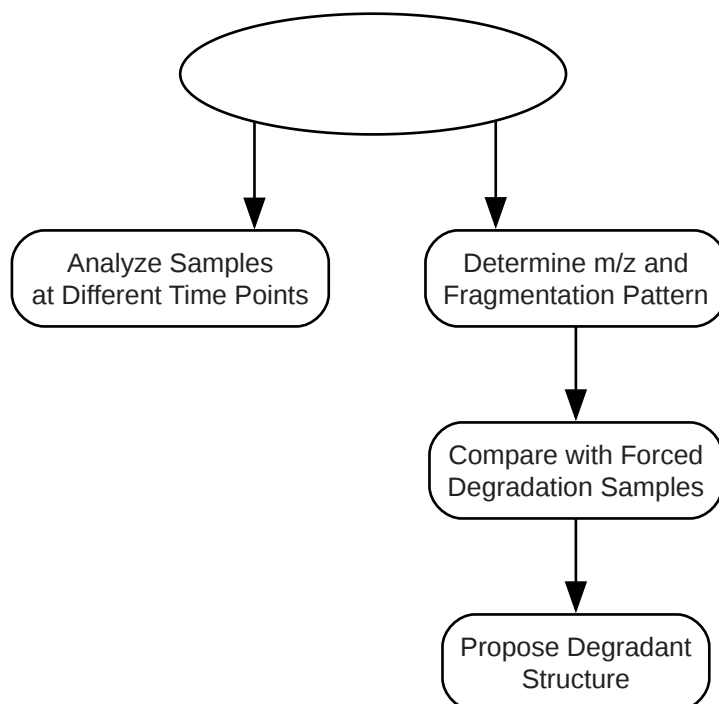 Analyze Samples
at Different Time Points
Determine m/z and
Fragmentation Pattern
Compare with Forced
Degradation Samples
Propose Degradant
Structure